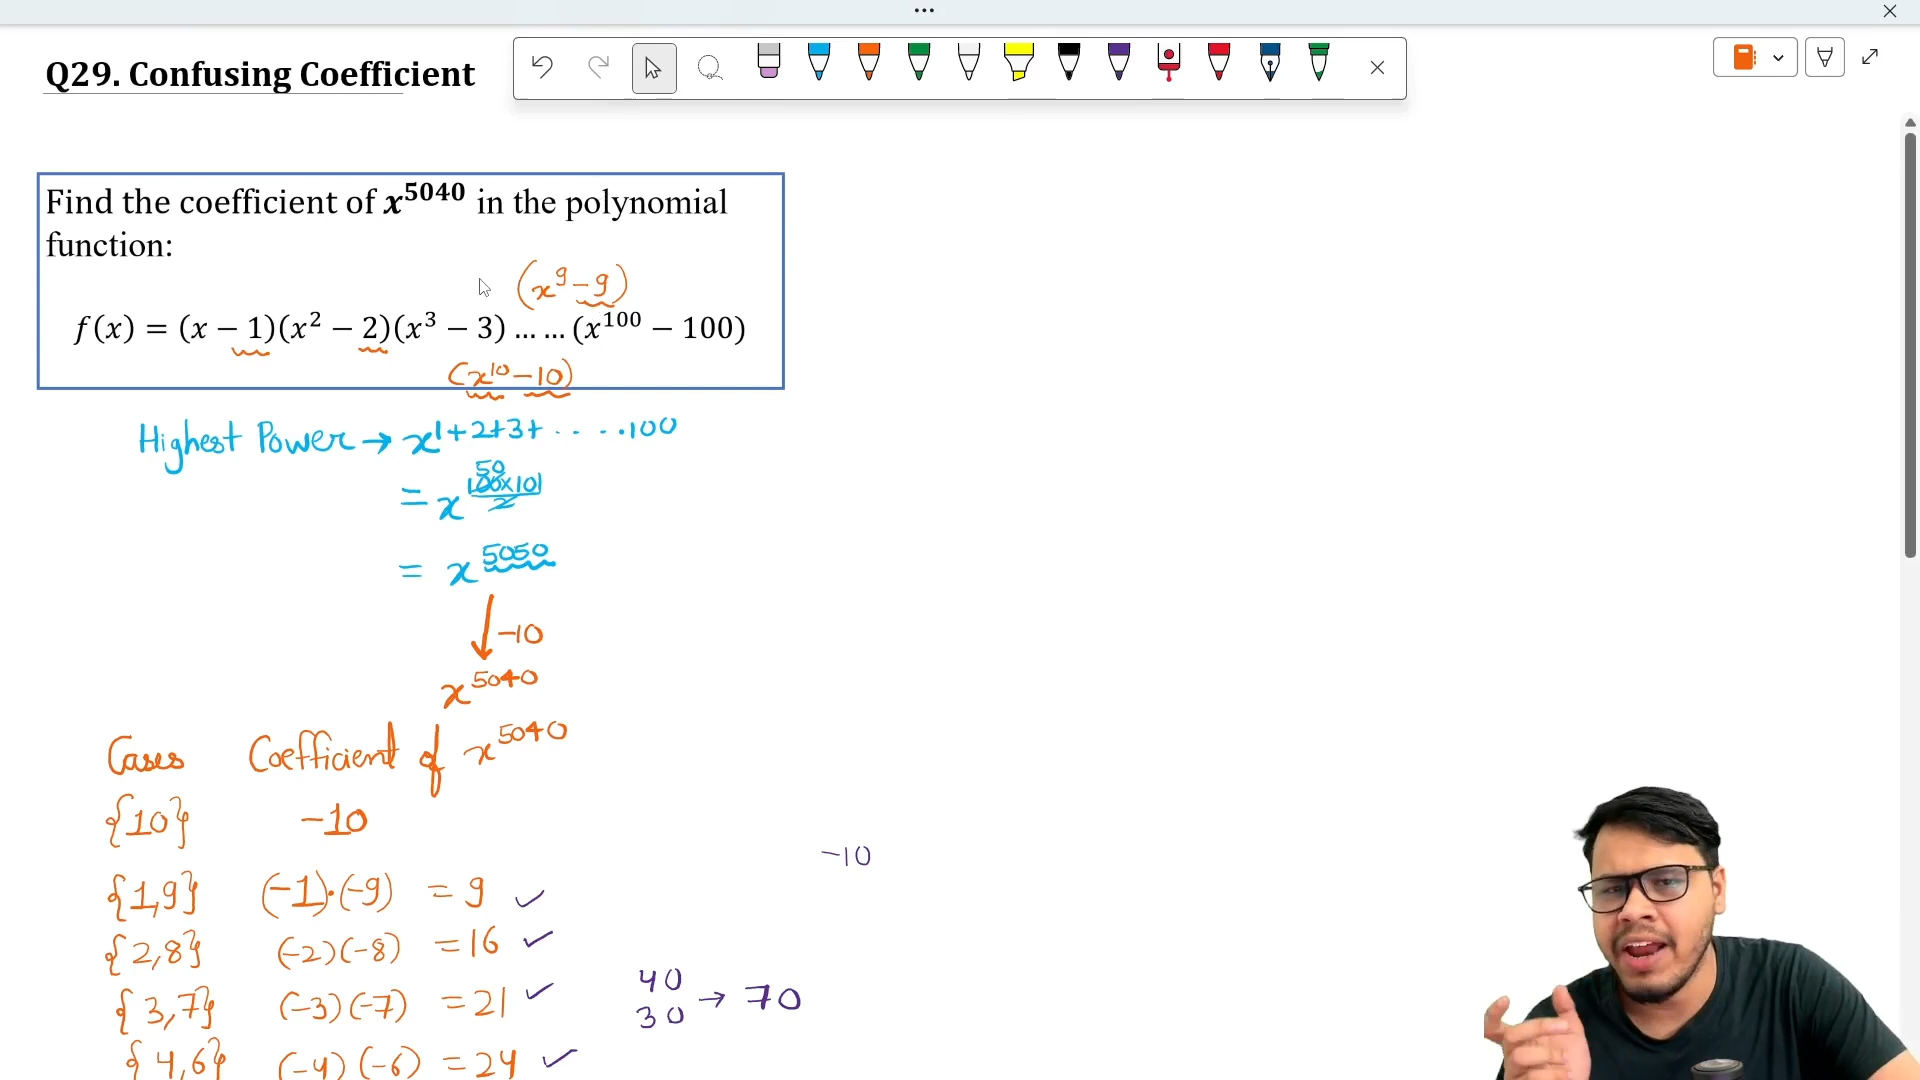 Q29. Confusing Coefficient
Find the coefficient of x^5040 in the polynomial
function:
(x^9 − 9)
f(x) = (x − 1)(x^2 − 2)(x^3 − 3) ... ... (x^100 − 100)
(x^10 − 10)
Highest Power → x^1+2+3+ . . . . .100
50
= x^100×101/2
= x^5050
−10
x^5040
Cases Coefficient of x^5040
{10} −10
−10
{1,9} (−1)·(−9) = 9 ✓
{2,8} (−2)(−8) = 16 ✓
{3,7} (−3)(−7) = 21 ✓
40
30 → 70
{4,6} (−4)(−6) = 24 ✓